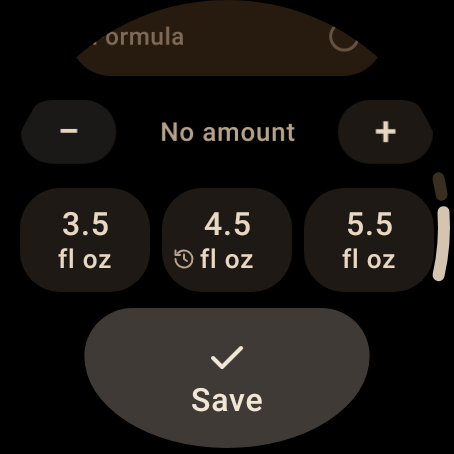 ormula
− No amount +
3.5 4.5 5.5
fl oz fl oz fl oz
Save